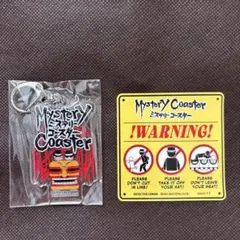 Mystery
ミステリーコースター
Coaster
Mystery Coaster
ミステリーコースター
!WARNING!
PLEASE
DON'T CUT
IN LINE!
PLEASE
TAKE IT OFF
YOUR HAT!
PLEASE
DON'T LEAVE
YOUR SEAT!